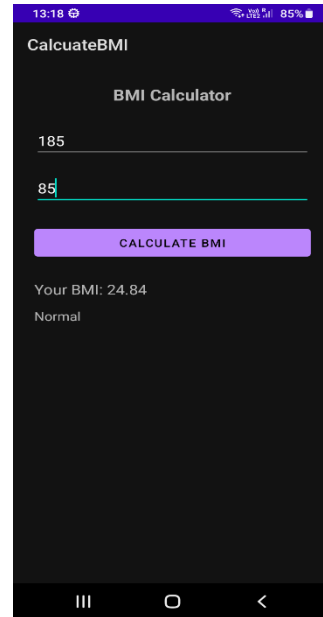 13:18 85%
CalcuateBMI
BMI Calculator
185
85
CALCULATE BMI
Your BMI: 24.84
Normal